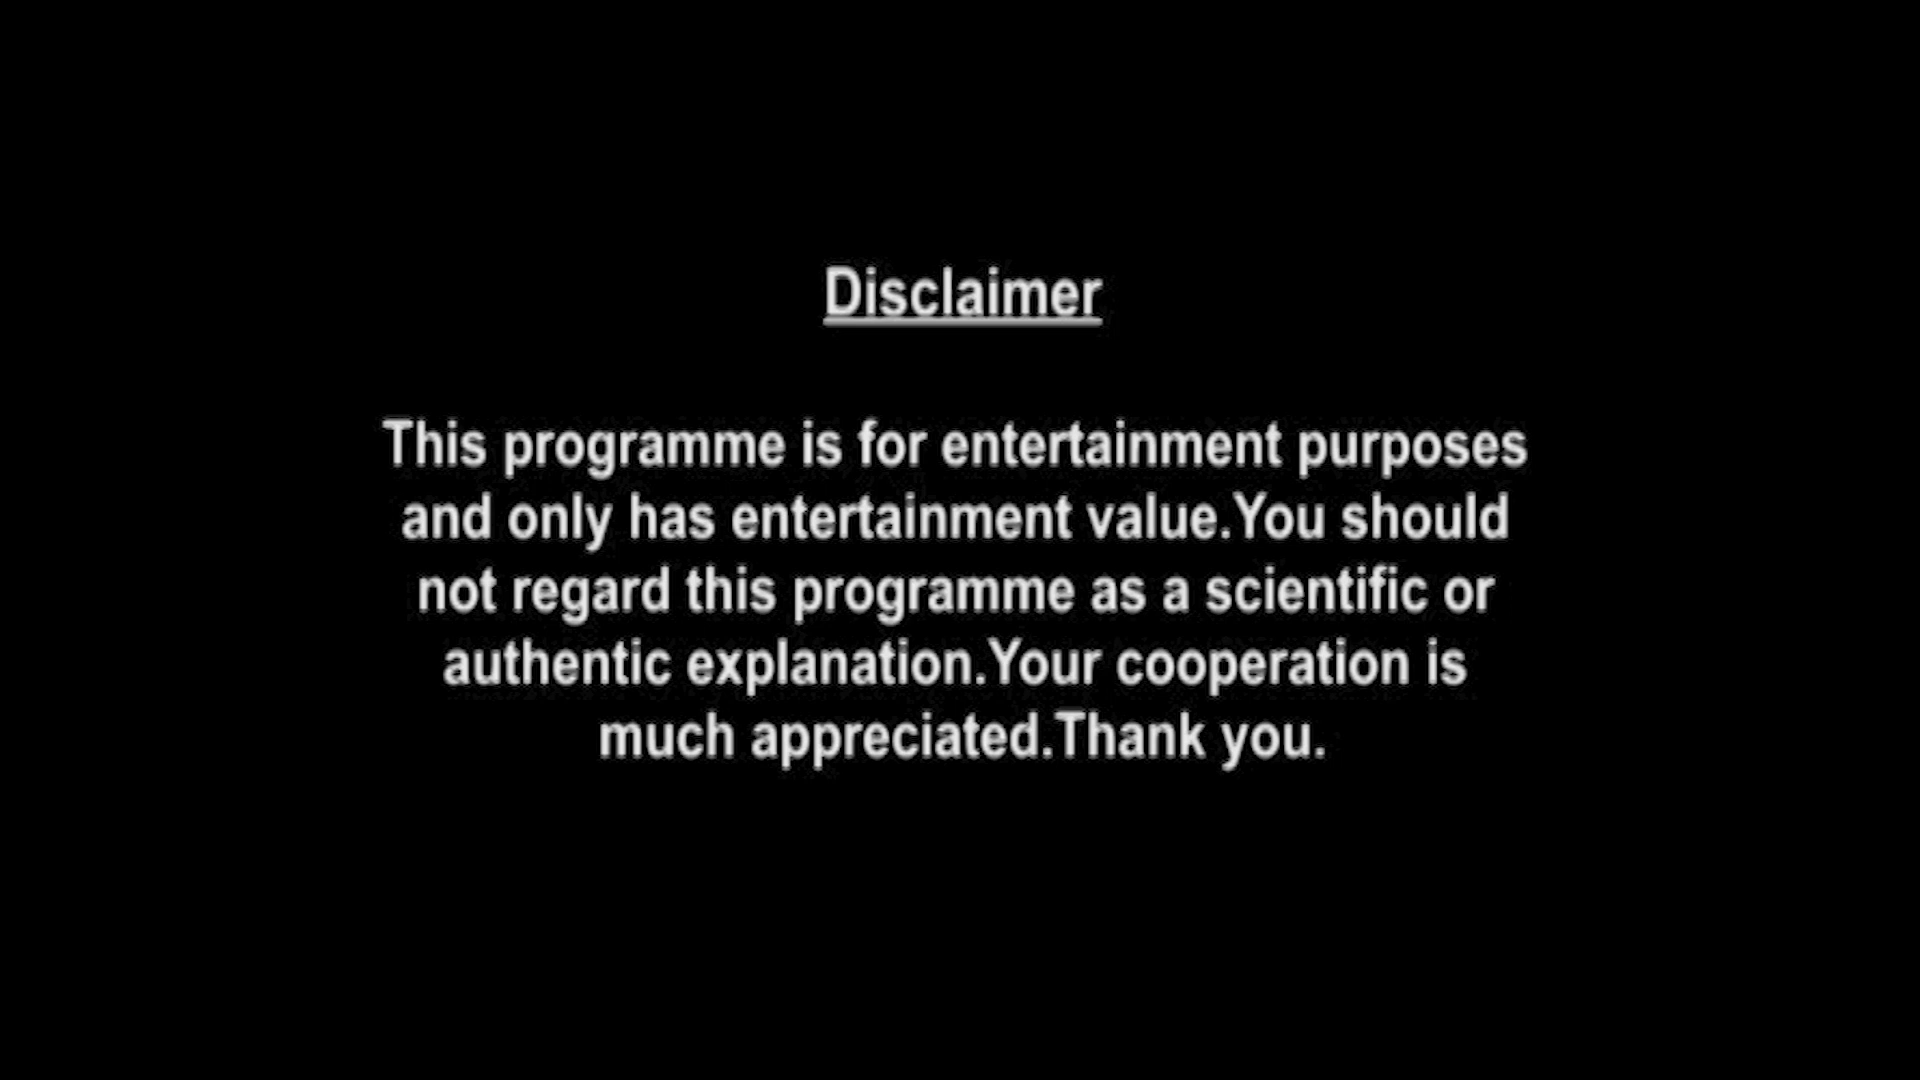 Disclaimer
This programme is for entertainment purposes
and only has entertainment value.You should
not regard this programme as a scientific or
authentic explanation.Your cooperation is
much appreciated.Thank you.